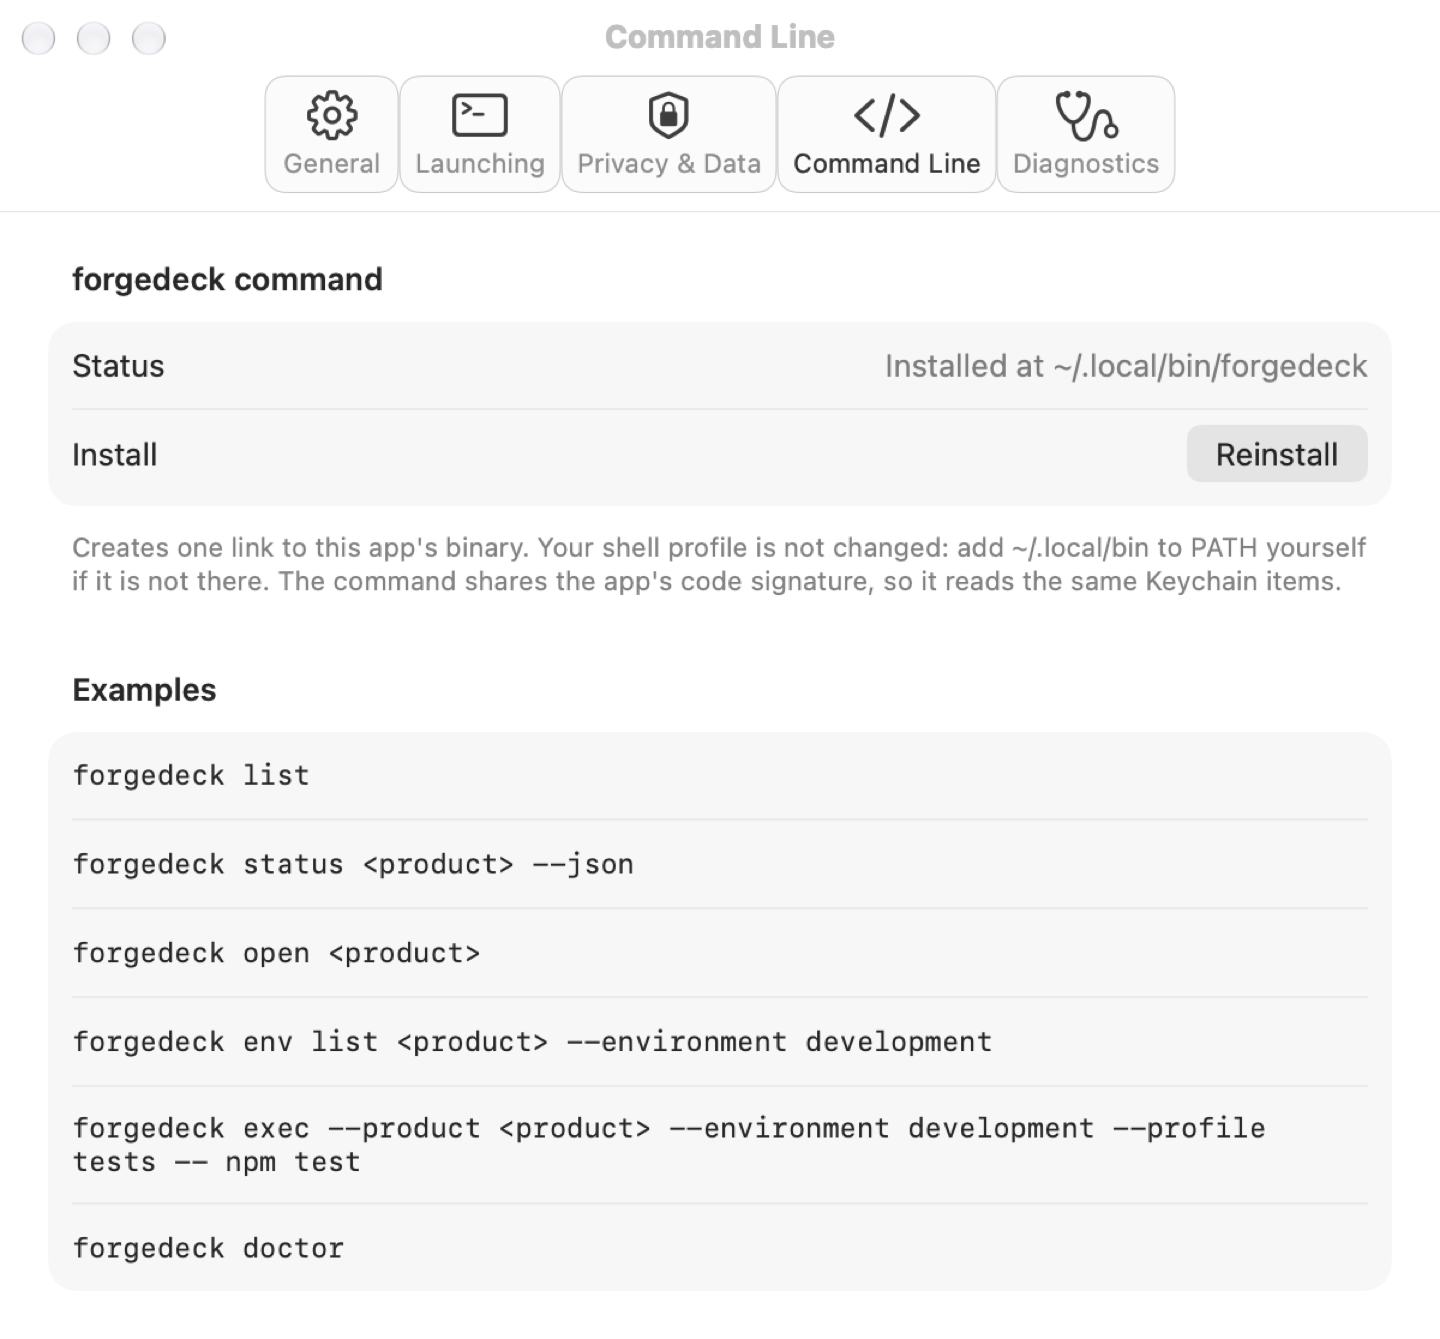 Command Line
General
Launching
Privacy & Data
Command Line
Diagnostics
forgedeck command
Status
Installed at ~/.local/bin/forgedeck
Install
Reinstall
Creates one link to this app's binary. Your shell profile is not changed: add ~/.local/bin to PATH yourself
if it is not there. The command shares the app's code signature, so it reads the same Keychain items.
Examples
forgedeck list
forgedeck status <product> --json
forgedeck open <product>
forgedeck env list <product> --environment development
forgedeck exec --product <product> --environment development --profile
tests -- npm test
forgedeck doctor